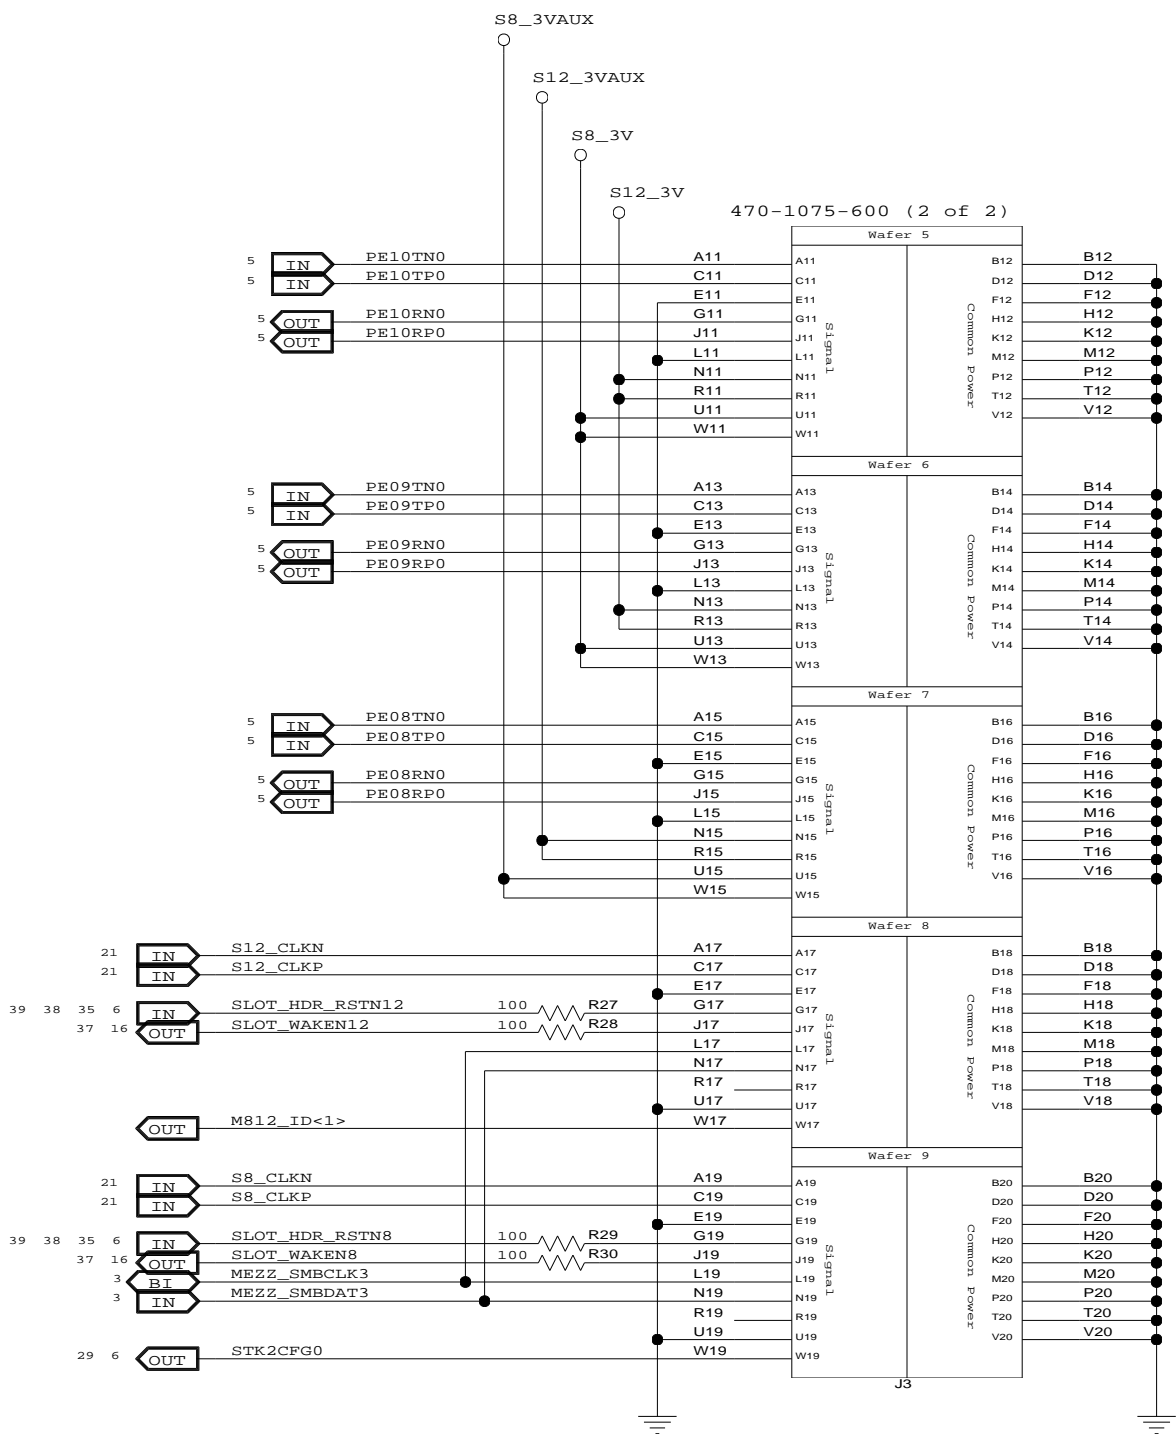 S8_3VAUX
S12_3VAUX
S8_3V
S12_3V
470-1075-600 (2 of 2)
Wafer 5
5 IN PE10TN0 A11 A11 B12 B12
5 IN PE10TP0 C11 C11 D12 D12
E11 E11 F12 F12
5 OUT PE10RN0 G11 G11 H12 H12
5 OUT PE10RP0 J11 J11 K12 K12
L11 L11 M12 M12
N11 N11 P12 P12
R11 R11 T12 T12
U11 U11 V12 V12
W11 W11
Signal
Common Power
Wafer 6
5 IN PE09TN0 A13 A13 B14 B14
5 IN PE09TP0 C13 C13 D14 D14
E13 E13 F14 F14
5 OUT PE09RN0 G13 G13 H14 H14
5 OUT PE09RP0 J13 J13 K14 K14
L13 L13 M14 M14
N13 N13 P14 P14
R13 R13 T14 T14
U13 U13 V14 V14
W13 W13
Signal
Common Power
Wafer 7
5 IN PE08TN0 A15 A15 B16 B16
5 IN PE08TP0 C15 C15 D16 D16
E15 E15 F16 F16
5 OUT PE08RN0 G15 G15 H16 H16
5 OUT PE08RP0 J15 J15 K16 K16
L15 L15 M16 M16
N15 N15 P16 P16
R15 R15 T16 T16
U15 U15 V16 V16
W15 W15
Signal
Common Power
Wafer 8
21 IN S12_CLKN A17 A17 B18 B18
21 IN S12_CLKP C17 C17 D18 D18
E17 E17 F18 F18
39 38 35 6 IN SLOT_HDR_RSTN12 100 R27 G17 G17 H18 H18
37 16 OUT SLOT_WAKEN12 100 R28 J17 J17 K18 K18
L17 L17 M18 M18
N17 N17 P18 P18
R17 R17 T18 T18
U17 U17 V18 V18
OUT M812_ID<1> W17 W17
Signal
Common Power
Wafer 9
21 IN S8_CLKN A19 A19 B20 B20
21 IN S8_CLKP C19 C19 D20 D20
E19 E19 F20 F20
39 38 35 6 IN SLOT_HDR_RSTN8 100 R29 G19 G19 H20 H20
37 16 OUT SLOT_WAKEN8 100 R30 J19 J19 K20 K20
3 BI MEZZ_SMBCLK3 L19 L19 M20 M20
3 IN MEZZ_SMBDAT3 N19 N19 P20 P20
R19 R19 T20 T20
U19 U19 V20 V20
29 6 OUT STK2CFG0 W19 W19
Signal
Common Power
J3